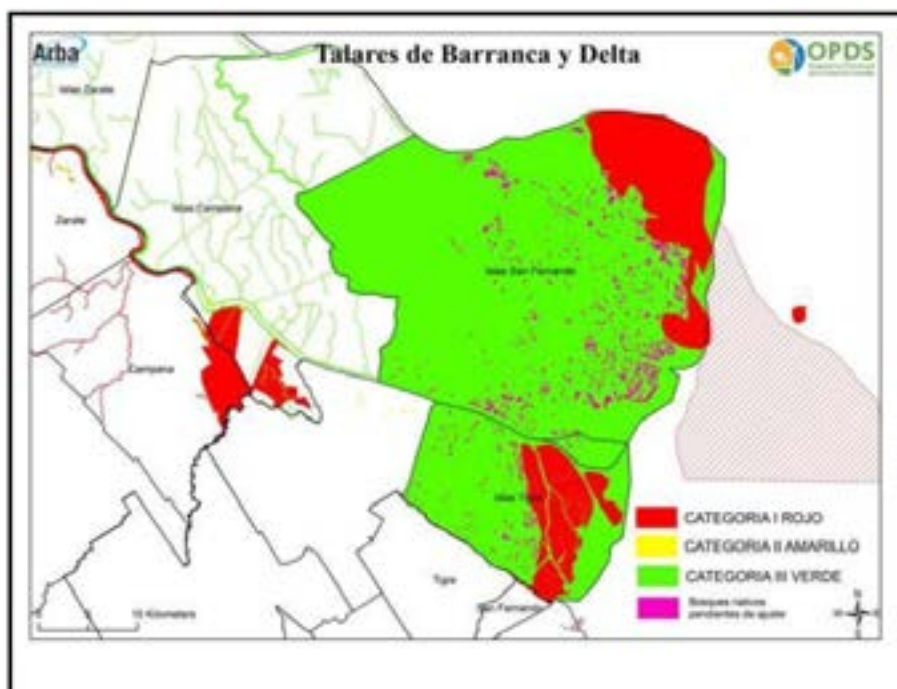 Arba
Talares de Barranca y Delta
OPDS
Islas Zarate
Zarate
Islas Campana
Islas San Fernando
Campana
Islas
Tigre
San Fernando
10 Kilometers
CATEGORIA I ROJO
CATEGORIA II AMARILLO
CATEGORIA III VERDE
Bosques nativos
pendientes de ajuste